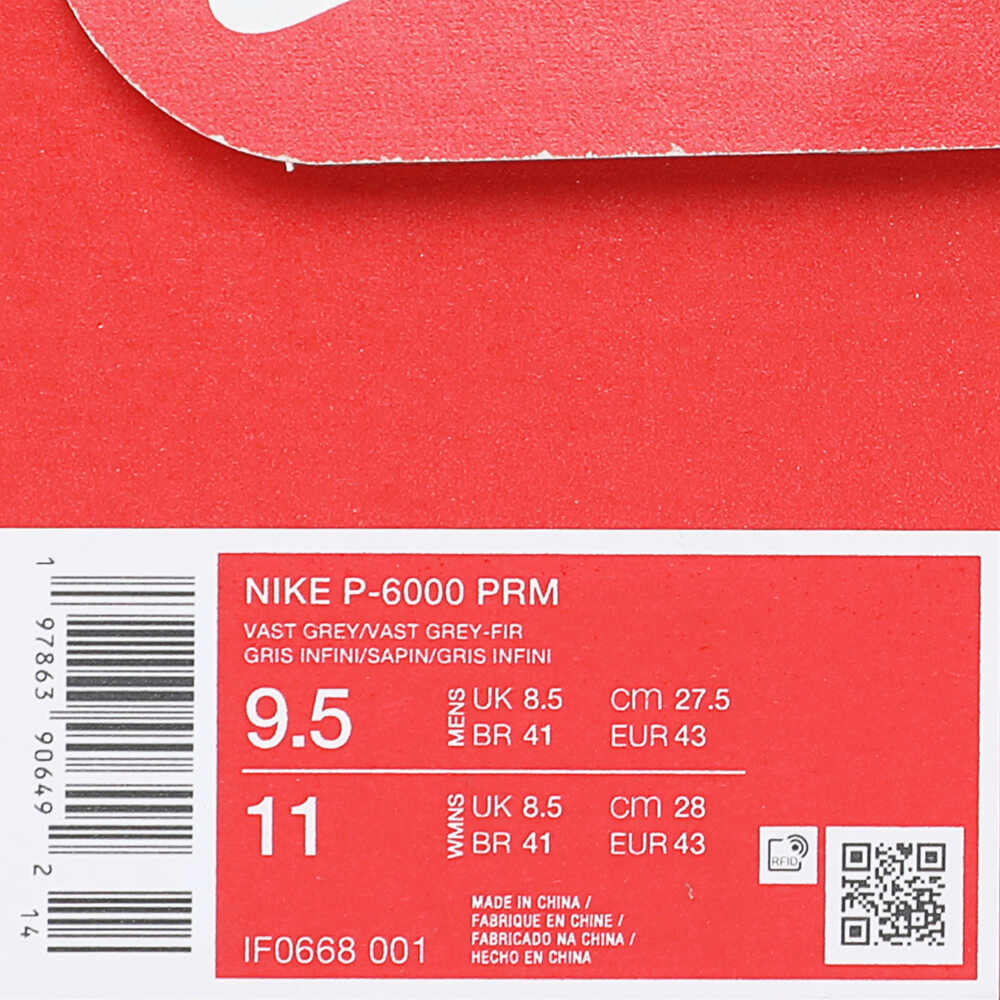 NIKE P-6000 PRM
VAST GREY/VAST GREY-FIR
GRIS INFINI/SAPIN/GRIS INFINI
9.5 MENS UK 8.5 cm 27.5
BR 41 EUR 43
11 WMNS UK 8.5 cm 28
BR 41 EUR 43
RFID
MADE IN CHINA /
FABRIQUE EN CHINE /
FABRICADO NA CHINA /
HECHO EN CHINA
IF0668 001
1 97863 90649 2 14